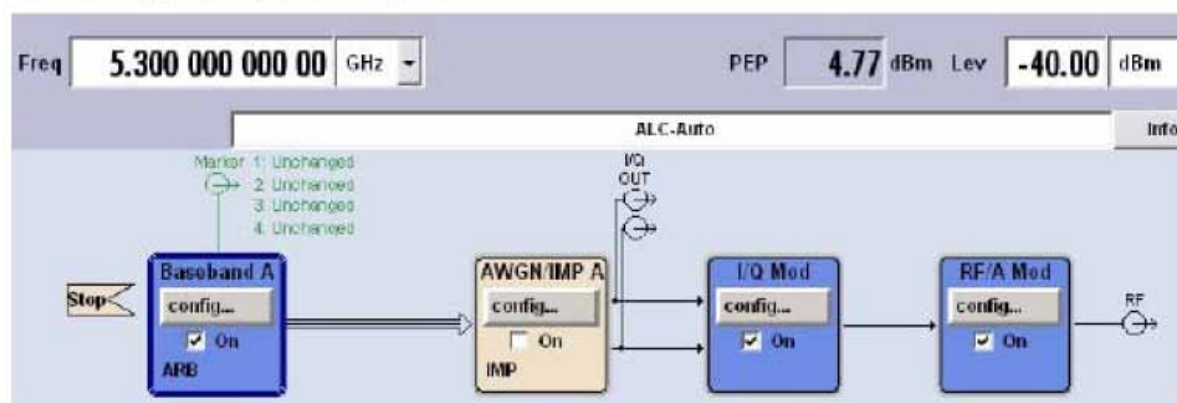 Freq 5.300 000 000 00 GHz PEP 4.77 dBm Lev -40.00 dBm
ALC-Auto Info
Marker 1: Unchanged
2: Unchanged
3: Unchanged
4: Unchanged
I/Q
OUT
Baseband A AWGN/IMP A I/Q Mod RF/A Mod
Stop config... config... config... config... RF
On On On On
ARB IMP